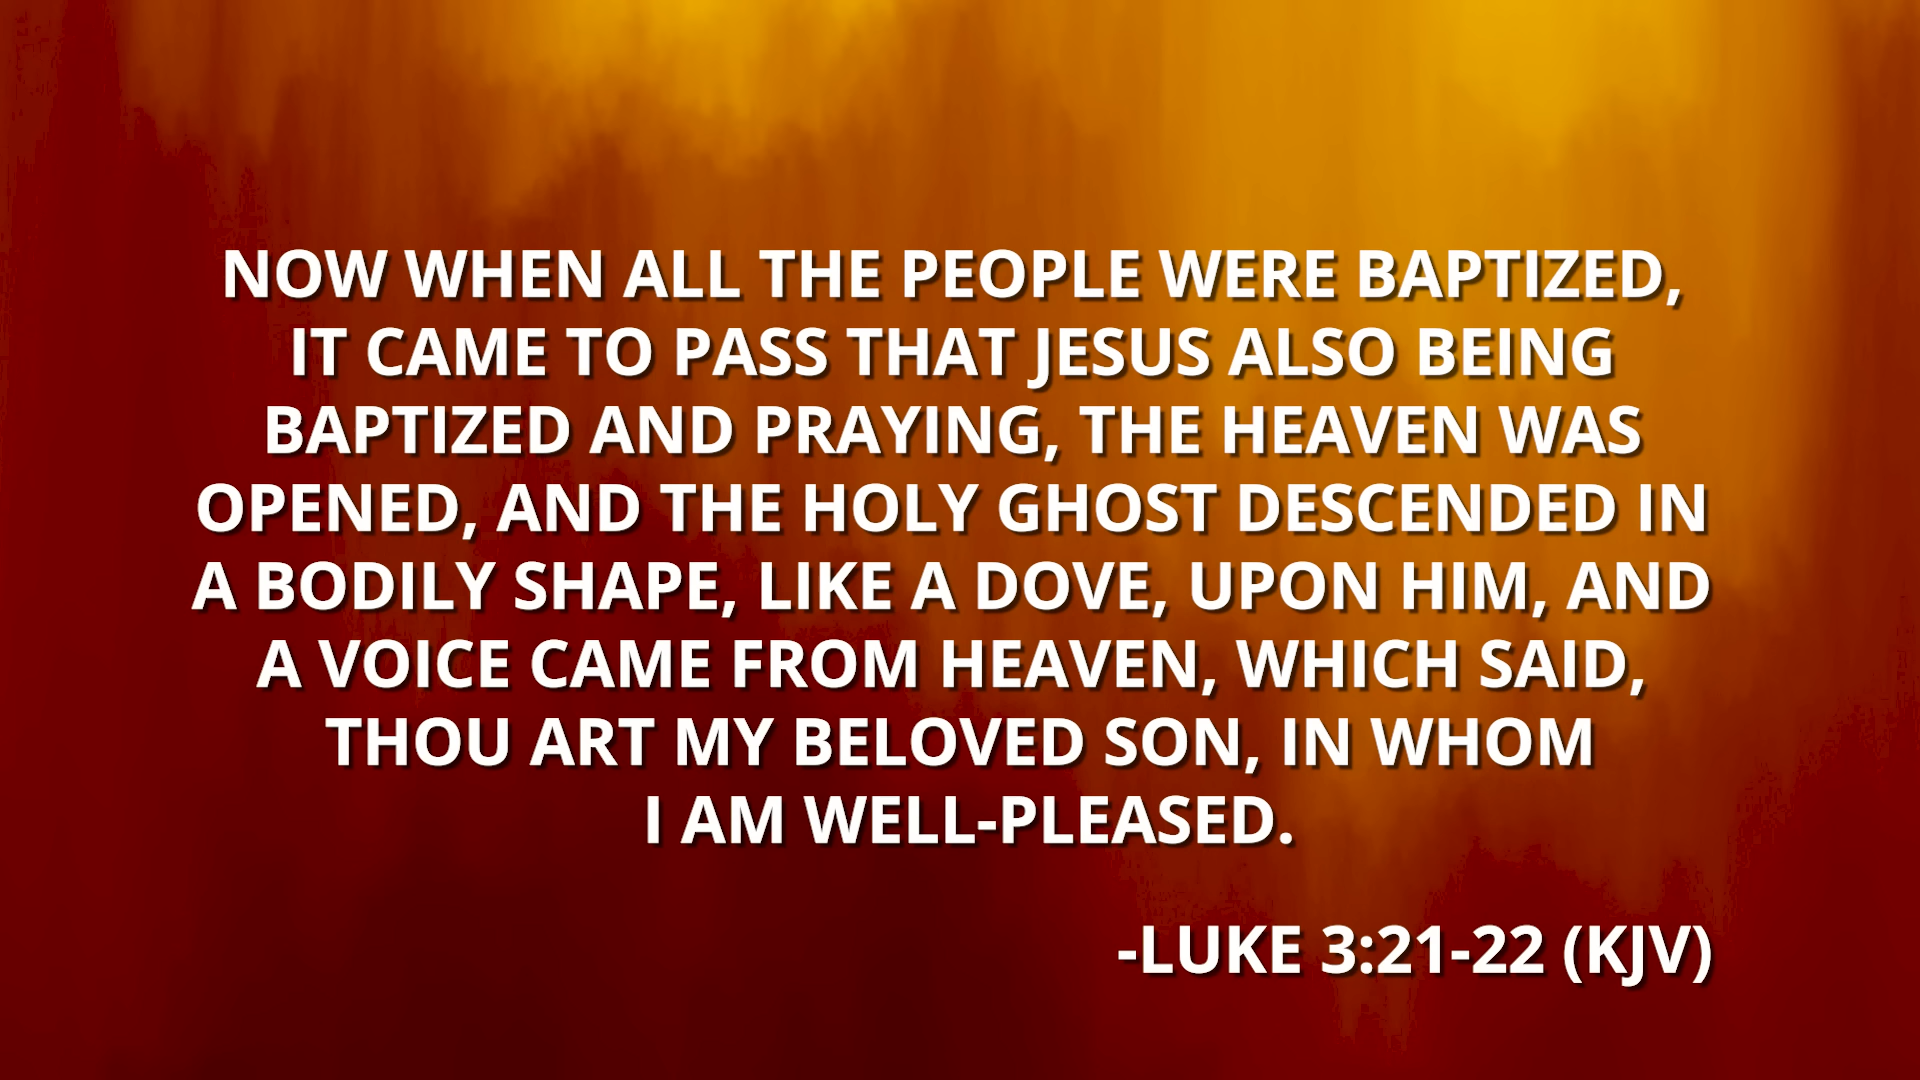 NOW WHEN ALL THE PEOPLE WERE BAPTIZED,
IT CAME TO PASS THAT JESUS ALSO BEING
BAPTIZED AND PRAYING, THE HEAVEN WAS
OPENED, AND THE HOLY GHOST DESCENDED IN
A BODILY SHAPE, LIKE A DOVE, UPON HIM, AND
A VOICE CAME FROM HEAVEN, WHICH SAID,
THOU ART MY BELOVED SON, IN WHOM
I AM WELL-PLEASED.
-LUKE 3:21-22 (KJV)